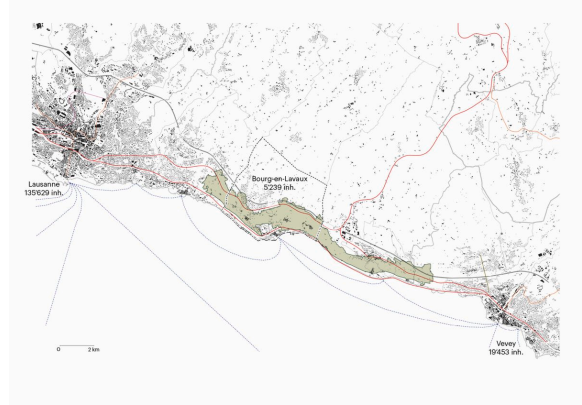 Bourg-en-Lavaux
5'239 inh.
Lausanne
135'629 inh.
Vevey
19'453 inh.
0 2 km